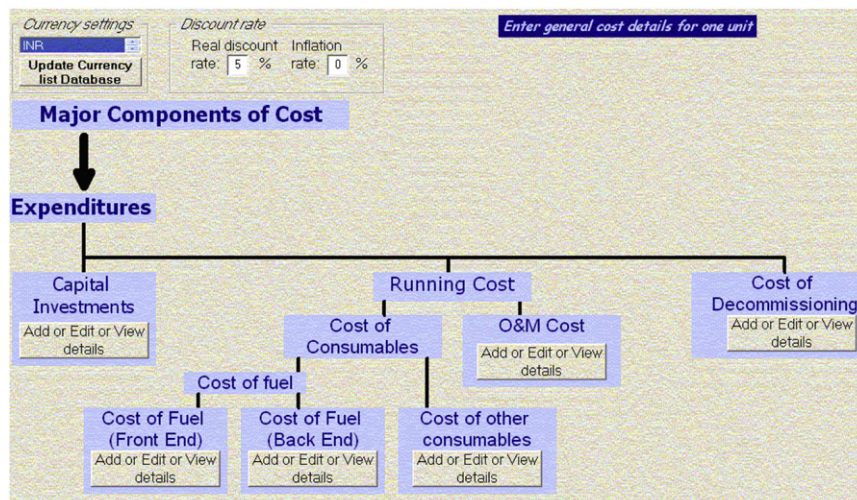 Currency settings
INR
Update Currency
list Database
Discount rate
Real discount
rate: 5 %
Inflation
rate: 0 %
Enter general cost details for one unit
Major Components of Cost
Expenditures
Capital
Investments
Add or Edit or View
details
Running Cost
Cost of
Decommissioning
Add or Edit or View
details
Cost of
Consumables
O&M Cost
Add or Edit or View
details
Cost of fuel
Cost of Fuel
(Front End)
Add or Edit or View
details
Cost of Fuel
(Back End)
Add or Edit or View
details
Cost of other
consumables
Add or Edit or View
details